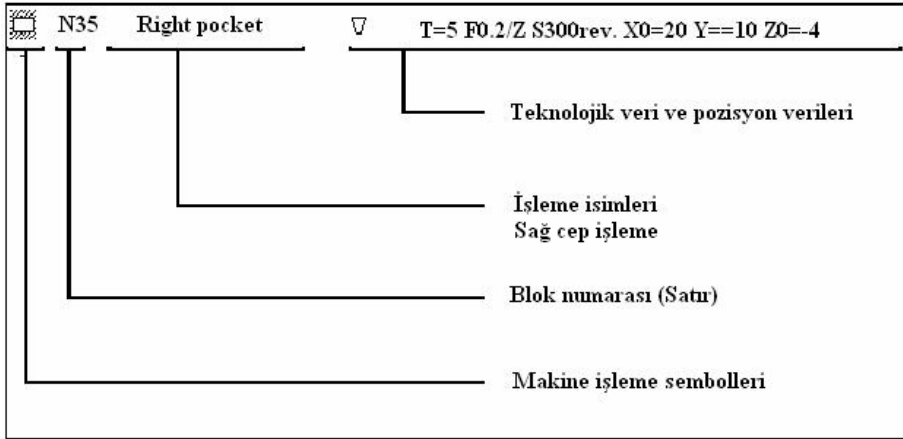 N35 Right pocket T=5 F0.2/Z S300rev. X0=20 Y==10 Z0=-4
Teknolojik veri ve pozisyon verileri
İşleme isimleri
Sağ cep işleme
Blok numarası (Satır)
Makine işleme sembolleri